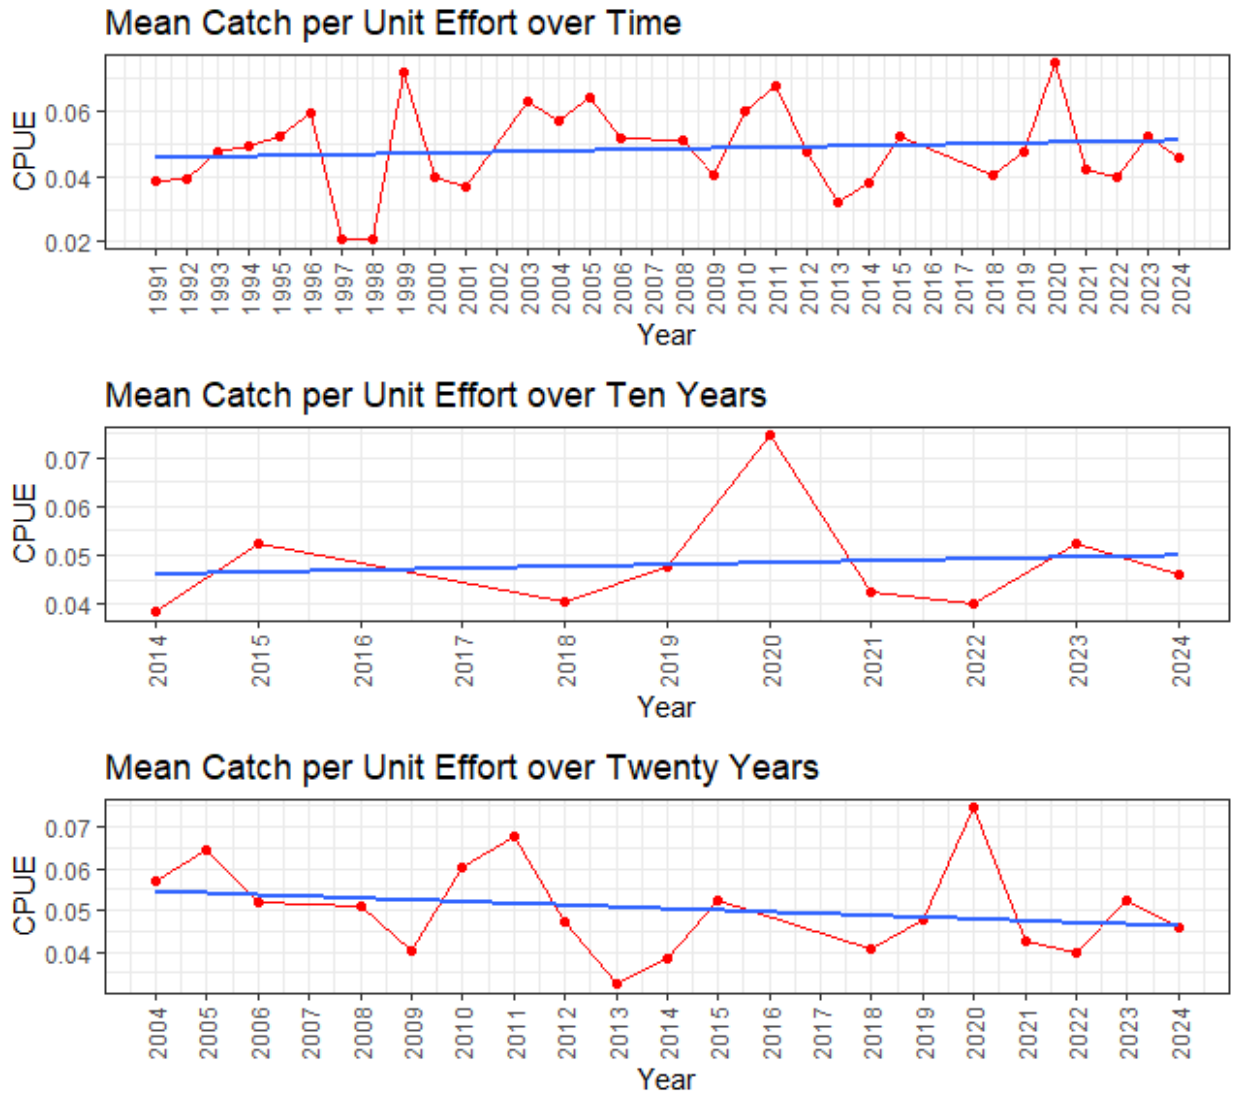 Mean Catch per Unit Effort over Time
CPUE
0.06
0.04
0.02
1991 1992 1993 1994 1995 1996 1997 1998 1999 2000 2001 2002 2003 2004 2005 2006 2007 2008 2009 2010 2011 2012 2013 2014 2015 2016 2017 2018 2019 2020 2021 2022 2023 2024
Year
Mean Catch per Unit Effort over Ten Years
CPUE
0.07
0.06
0.05
0.04
2014 2015 2016 2017 2018 2019 2020 2021 2022 2023 2024
Year
Mean Catch per Unit Effort over Twenty Years
CPUE
0.07
0.06
0.05
0.04
2004 2005 2006 2007 2008 2009 2010 2011 2012 2013 2014 2015 2016 2017 2018 2019 2020 2021 2022 2023 2024
Year